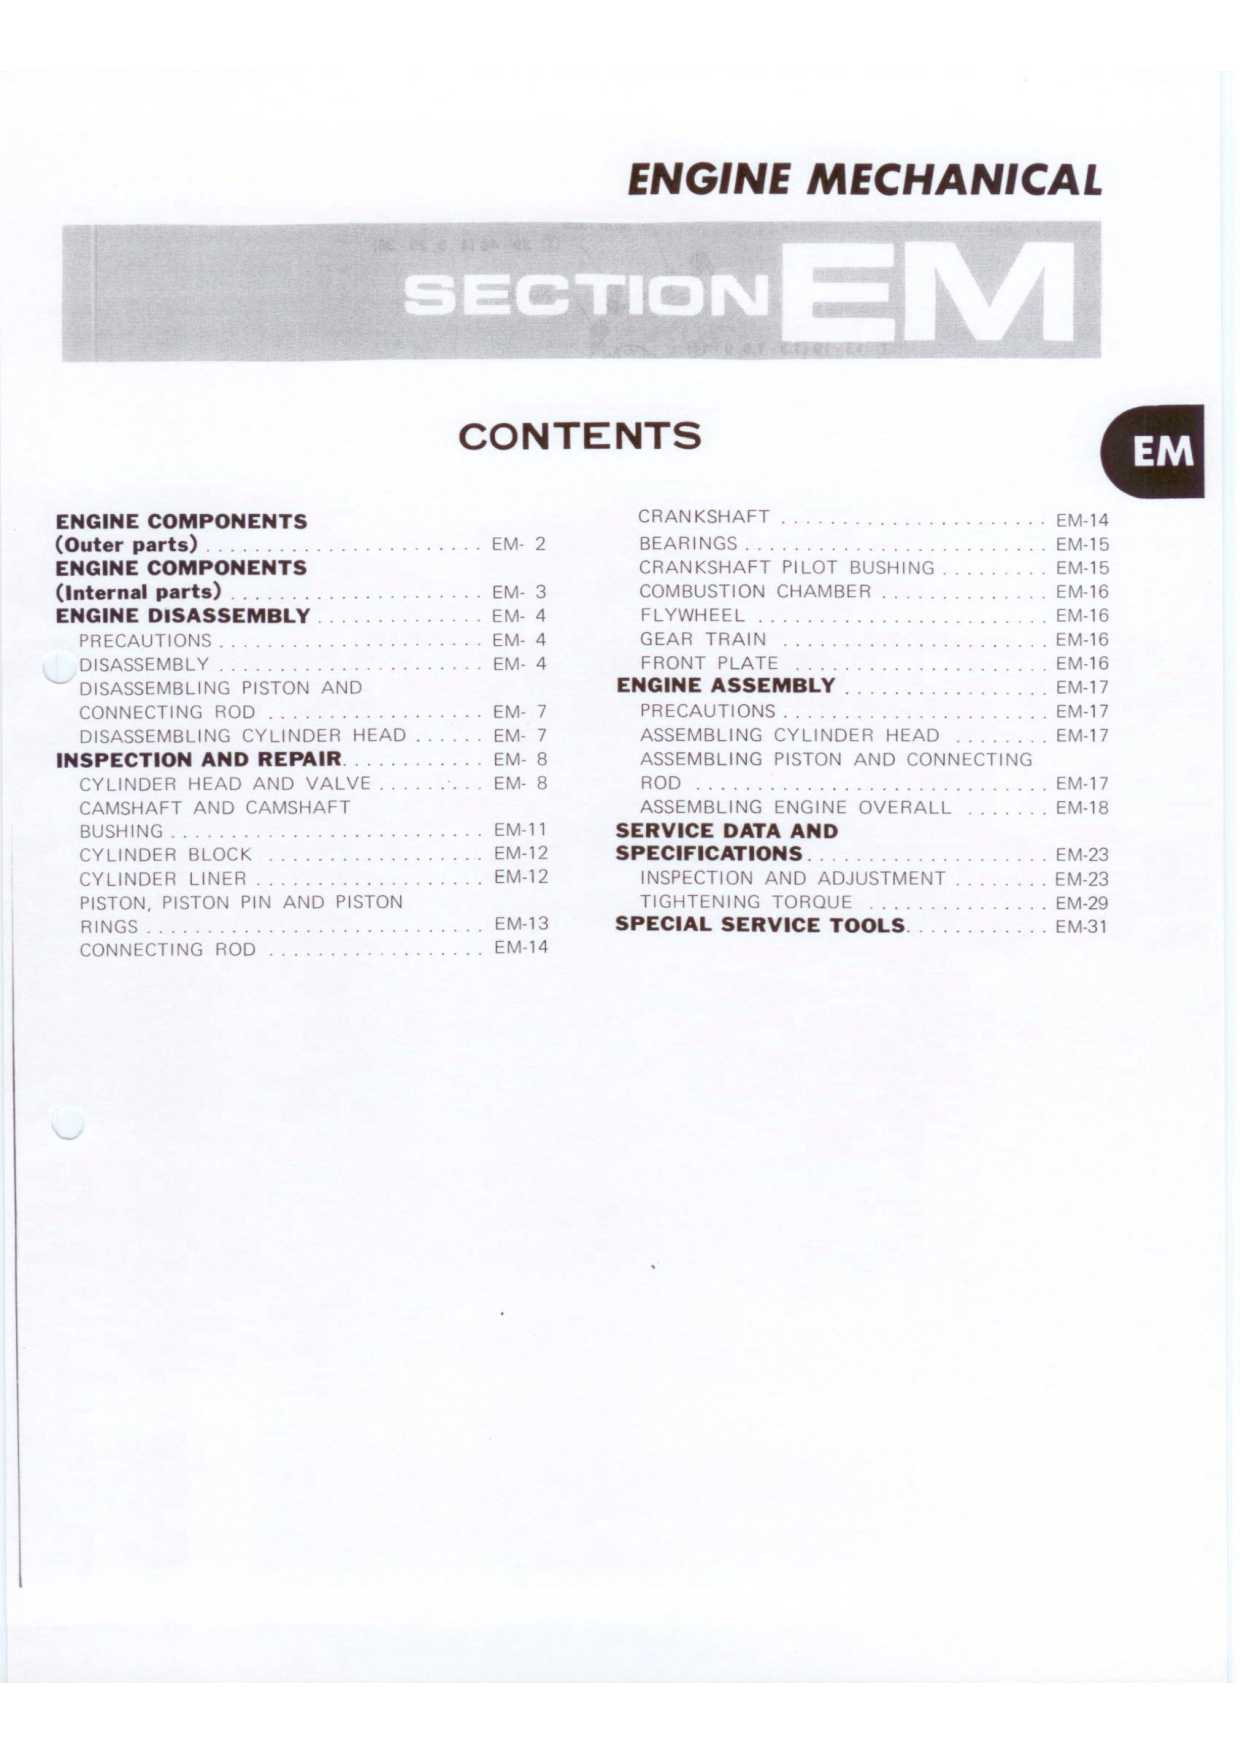 ENGINE MECHANICAL
SECTION EM
CONTENTS
EM
ENGINE COMPONENTS
(Outer parts) ....................... EM- 2
ENGINE COMPONENTS
(Internal parts) ..................... EM- 3
ENGINE DISASSEMBLY .............. EM- 4
PRECAUTIONS ...................... EM- 4
DISASSEMBLY ...................... EM- 4
DISASSEMBLING PISTON AND
CONNECTING ROD .................. EM- 7
DISASSEMBLING CYLINDER HEAD ...... EM- 7
INSPECTION AND REPAIR ............ EM- 8
CYLINDER HEAD AND VALVE ......... EM- 8
CAMSHAFT AND CAMSHAFT
BUSHING .......................... EM-11
CYLINDER BLOCK .................. EM-12
CYLINDER LINER ................... EM-12
PISTON, PISTON PIN AND PISTON
RINGS ............................ EM-13
CONNECTING ROD .................. EM-14
CRANKSHAFT ...................... EM-14
BEARINGS ......................... EM-15
CRANKSHAFT PILOT BUSHING ......... EM-15
COMBUSTION CHAMBER .............. EM-16
FLYWHEEL ........................ EM-16
GEAR TRAIN ...................... EM-16
FRONT PLATE ..................... EM-16
ENGINE ASSEMBLY ................. EM-17
PRECAUTIONS ...................... EM-17
ASSEMBLING CYLINDER HEAD ........ EM-17
ASSEMBLING PISTON AND CONNECTING
ROD ............................. EM-17
ASSEMBLING ENGINE OVERALL ....... EM-18
SERVICE DATA AND
SPECIFICATIONS .................... EM-23
INSPECTION AND ADJUSTMENT ........ EM-23
TIGHTENING TORQUE ............... EM-29
SPECIAL SERVICE TOOLS ............ EM-31